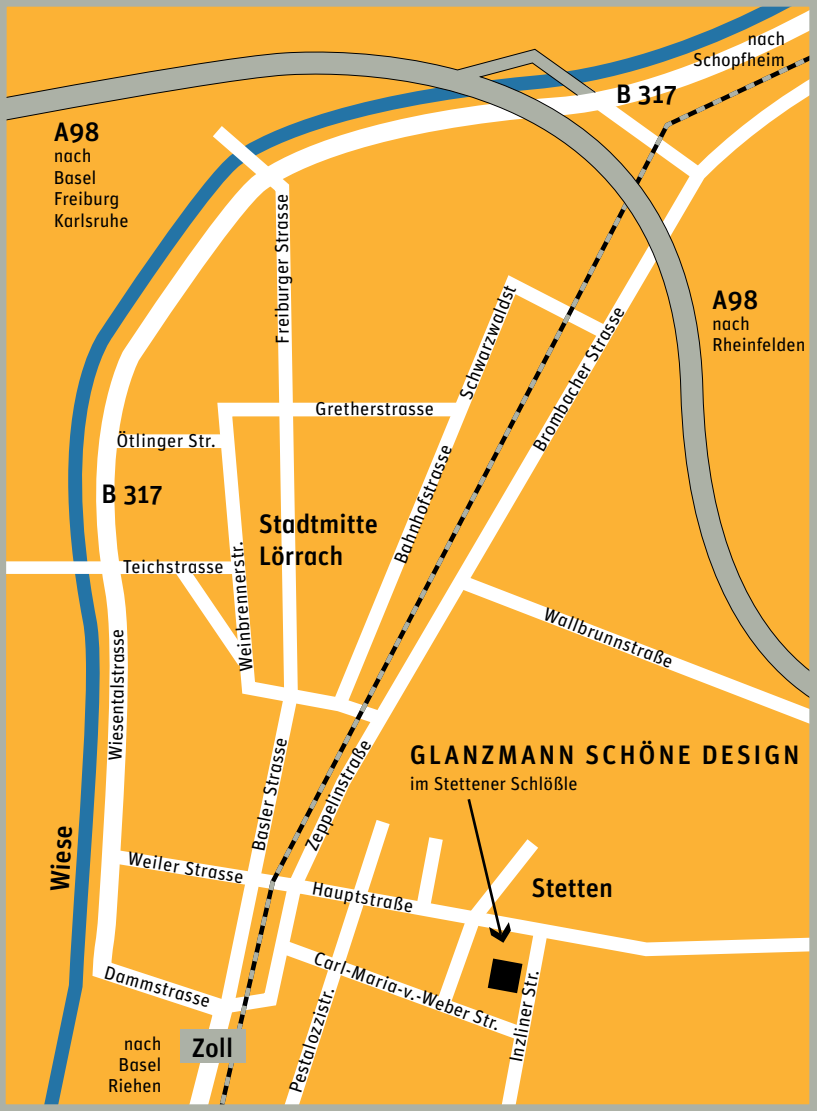 nach
Schopfheim
B 317
A98
nach
Basel
Freiburg
Karlsruhe
Freiburger Strasse
A98
nach
Rheinfelden
Schwarzwaldst
Brombacher Strasse
Gretherstrasse
Ötlinger Str.
B 317
Bahnhofstrasse
Stadtmitte
Lörrach
Teichstrasse
Weinbrennerstr.
Wallbrunnstraße
Wiesentalstrasse
Basler Strasse
Zeppelinstraße
GLANZMANN SCHÖNE DESIGN
im Stettener Schlößle
Wiese
Weiler Strasse
Hauptstraße
Stetten
Dammstrasse
Carl-Maria-v.-Weber Str.
Pestalozzistr.
Inzliner Str.
nach
Basel
Riehen
Zoll